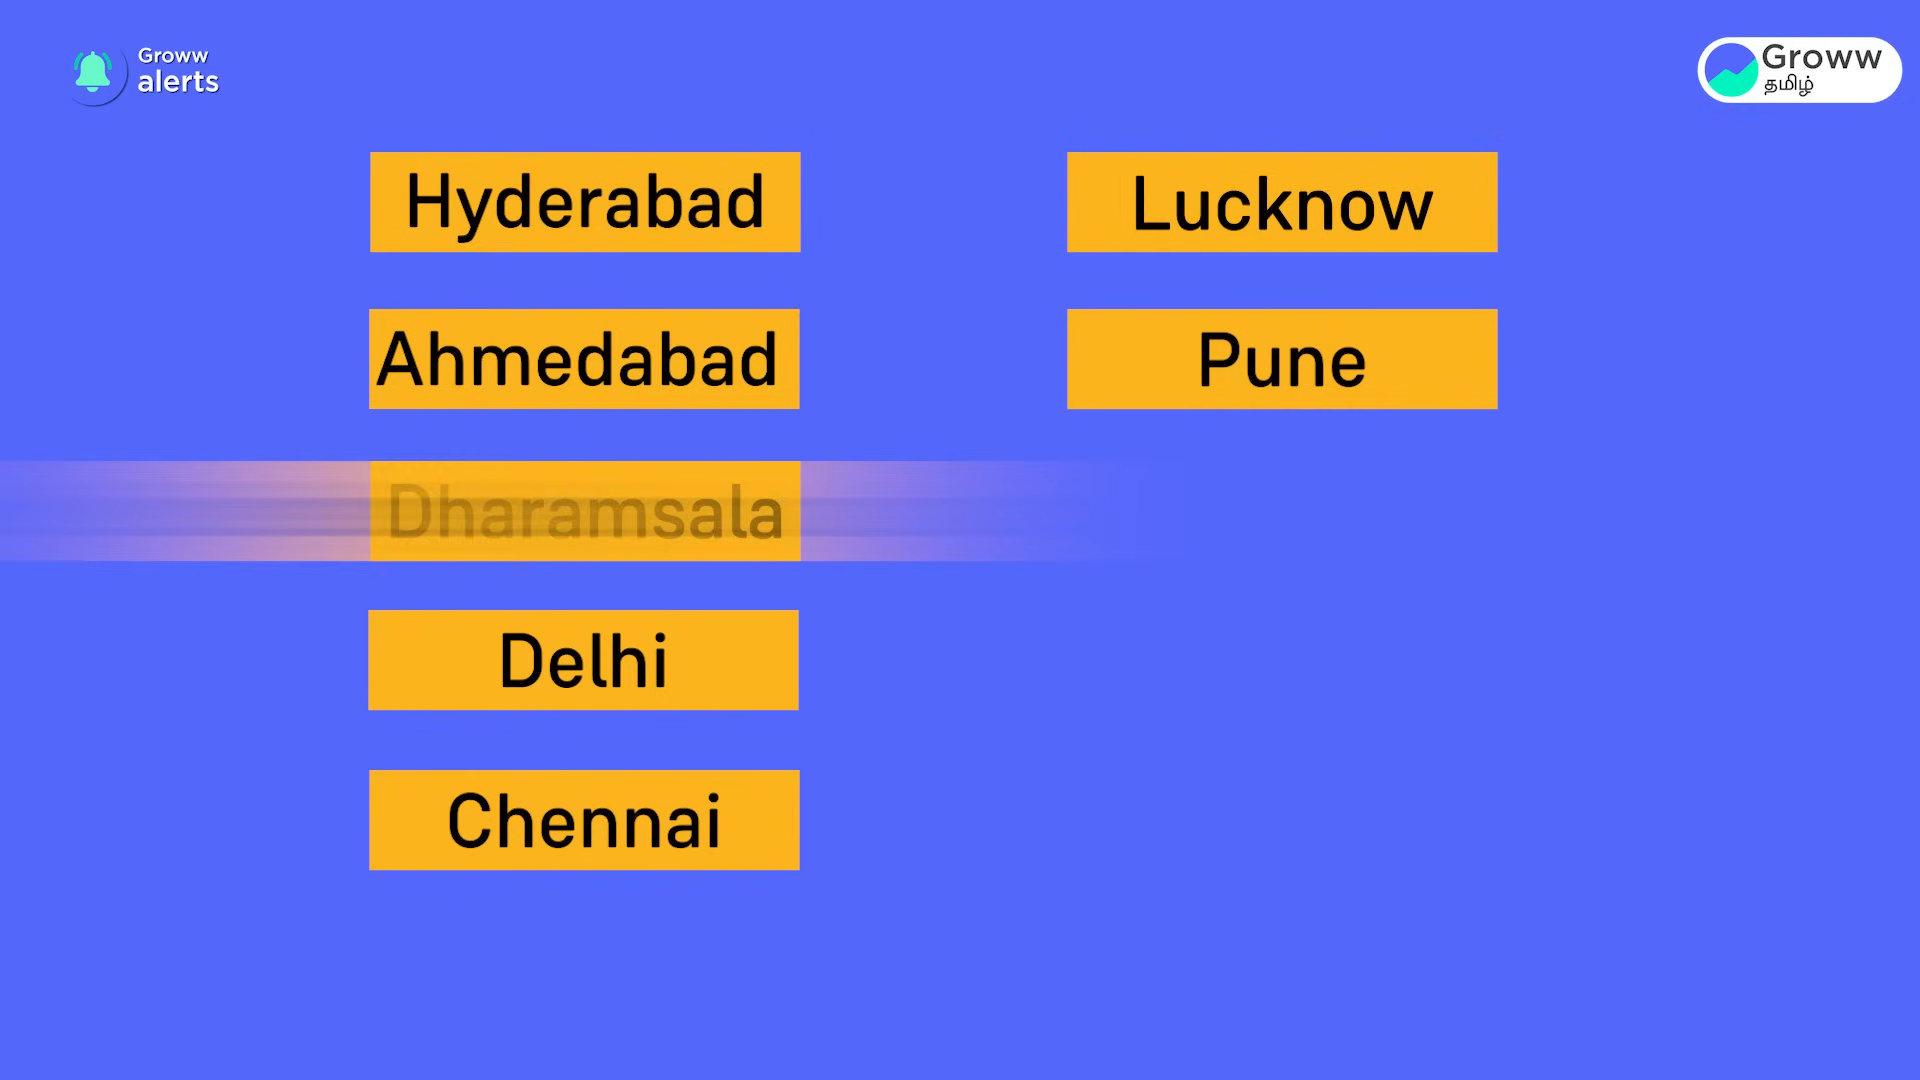 Groww
alerts
Groww
தமிழ்
Hyderabad
Lucknow
Ahmedabad
Pune
Dharamsala
Delhi
Chennai